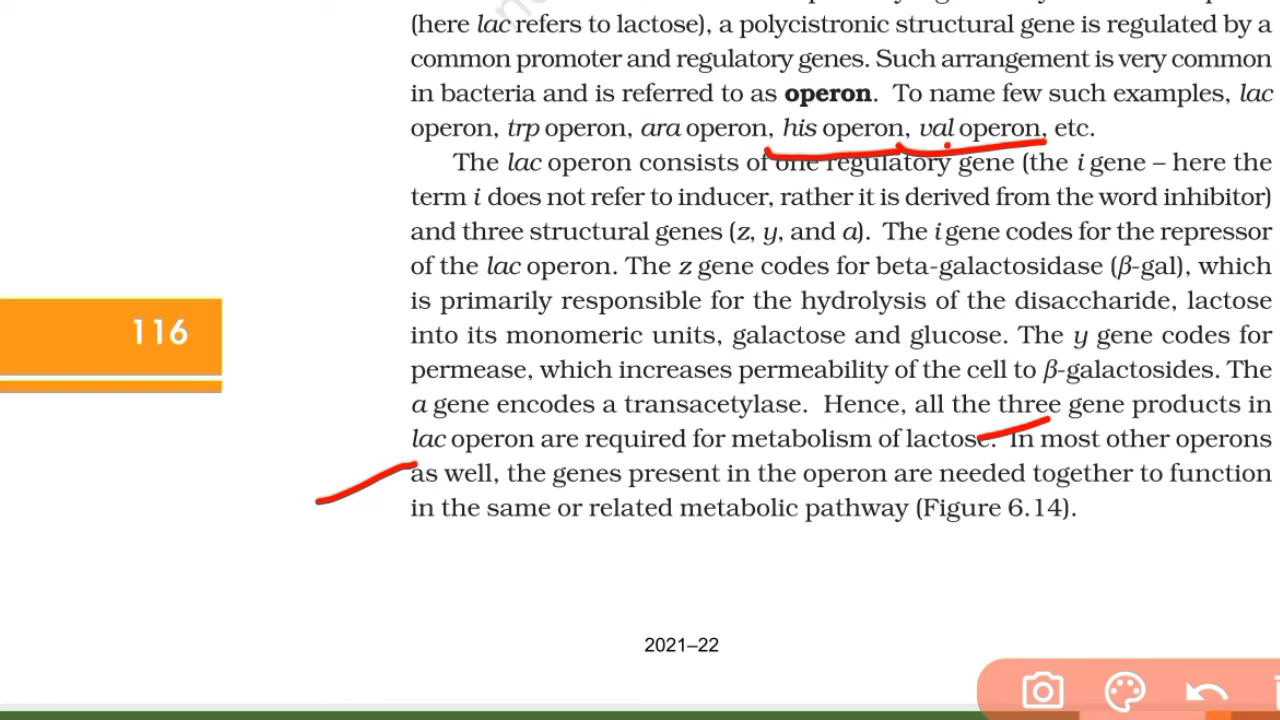 (here lac refers to lactose), a polycistronic structural gene is regulated by a
common promoter and regulatory genes. Such arrangement is very common
in bacteria and is referred to as operon. To name few such examples, lac
operon, trp operon, ara operon, his operon, val operon, etc.
The lac operon consists of one regulatory gene (the i gene – here the
term i does not refer to inducer, rather it is derived from the word inhibitor)
and three structural genes (z, y, and a). The i gene codes for the repressor
of the lac operon. The z gene codes for beta-galactosidase (β-gal), which
is primarily responsible for the hydrolysis of the disaccharide, lactose
into its monomeric units, galactose and glucose. The y gene codes for
116
permease, which increases permeability of the cell to β-galactosides. The
a gene encodes a transacetylase. Hence, all the three gene products in
lac operon are required for metabolism of lactose. In most other operons
as well, the genes present in the operon are needed together to function
in the same or related metabolic pathway (Figure 6.14).
2021–22